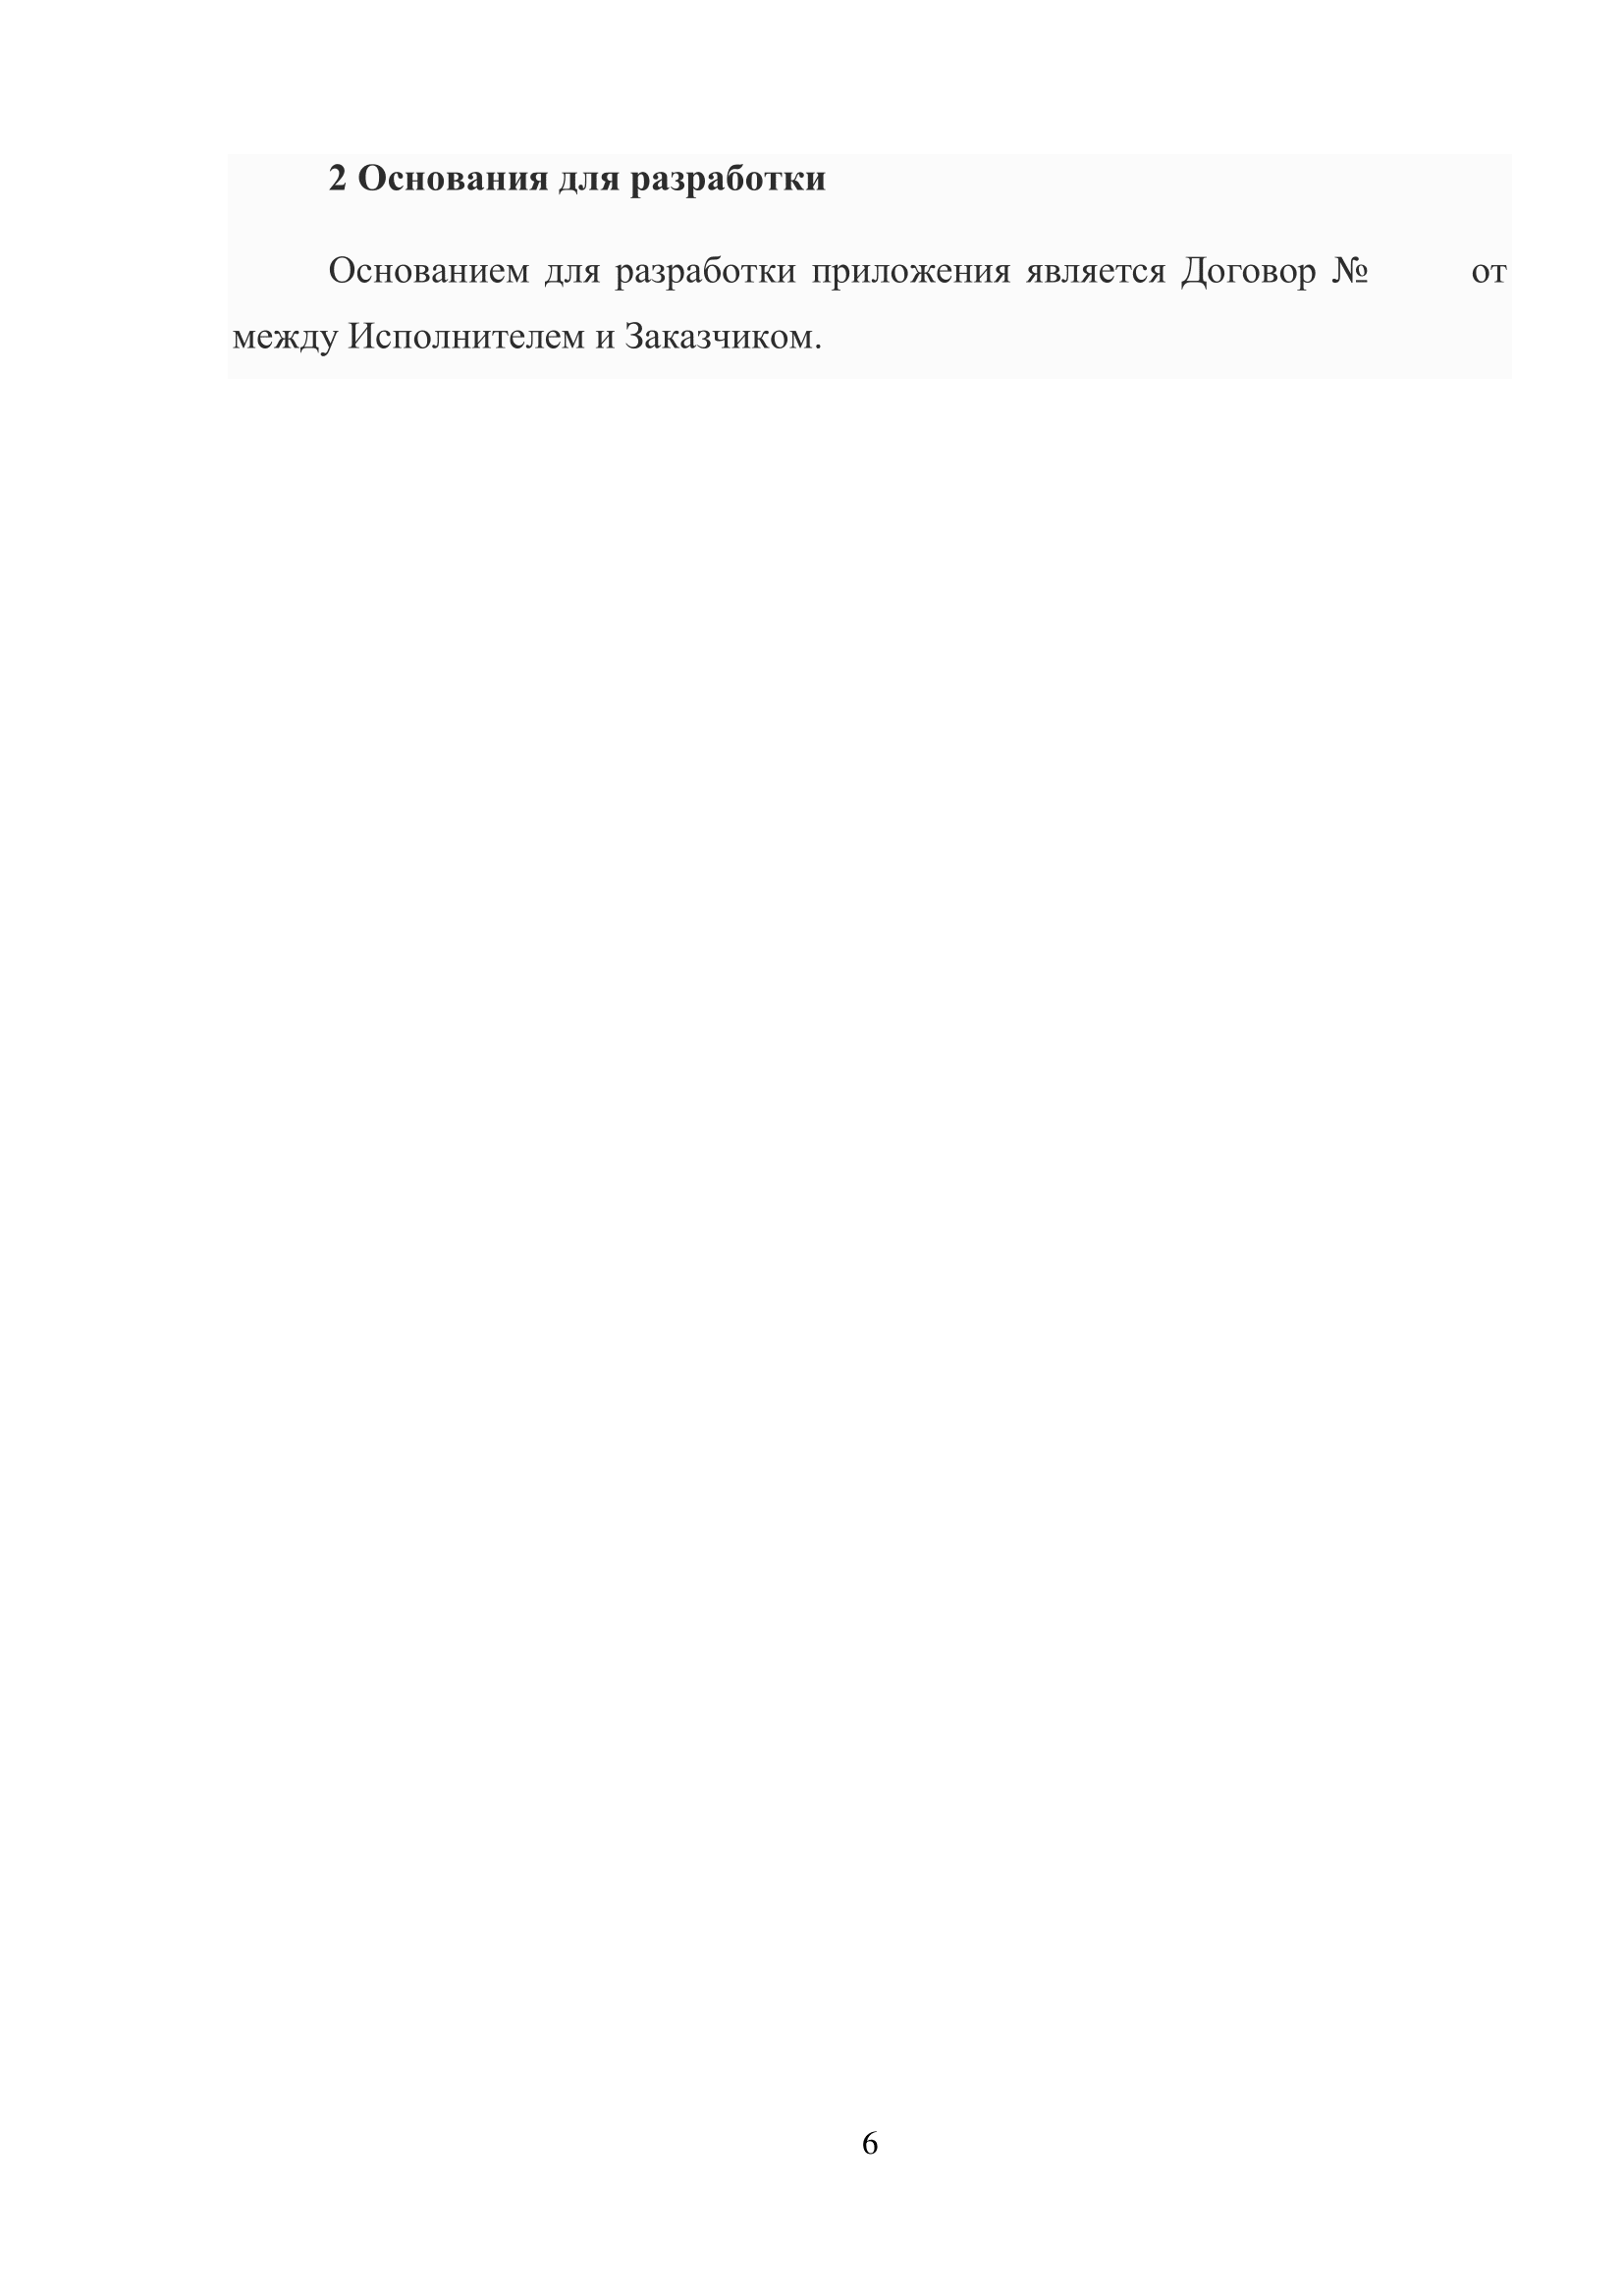 2 Основания для разработки
Основанием для разработки приложения является Договор № от
между Исполнителем и Заказчиком.
6